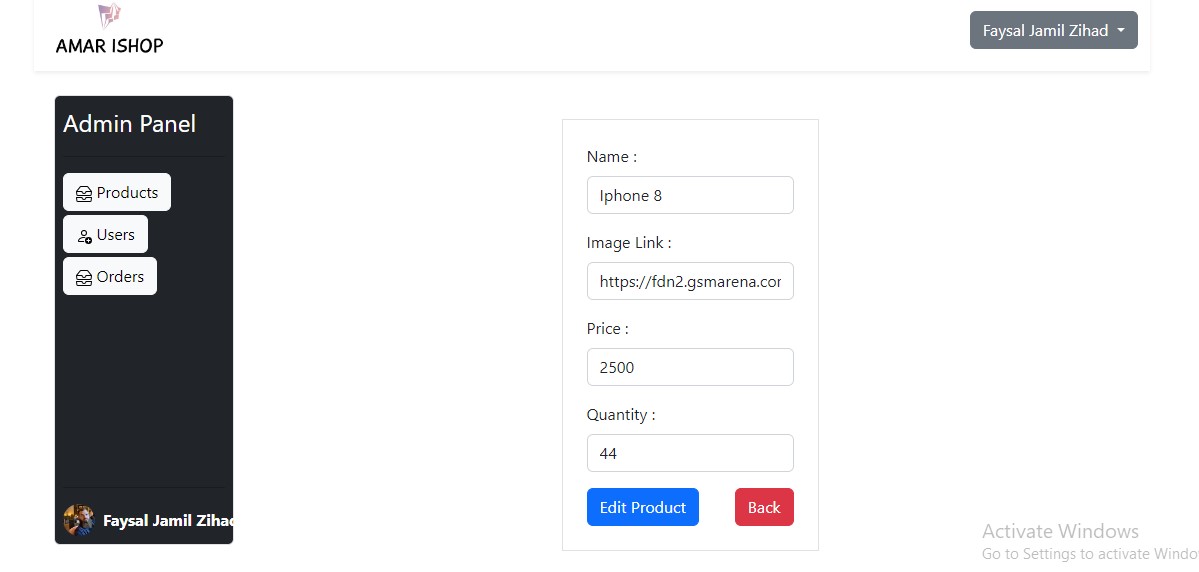 AMAR ISHOP
Faysal Jamil Zihad
Admin Panel
Products
Users
Orders
Faysal Jamil Zihad
Name :
Iphone 8
Image Link :
https://fdn2.gsmarena.cor
Price :
2500
Quantity :
44
Edit Product
Back
Activate Windows
Go to Settings to activate Windo